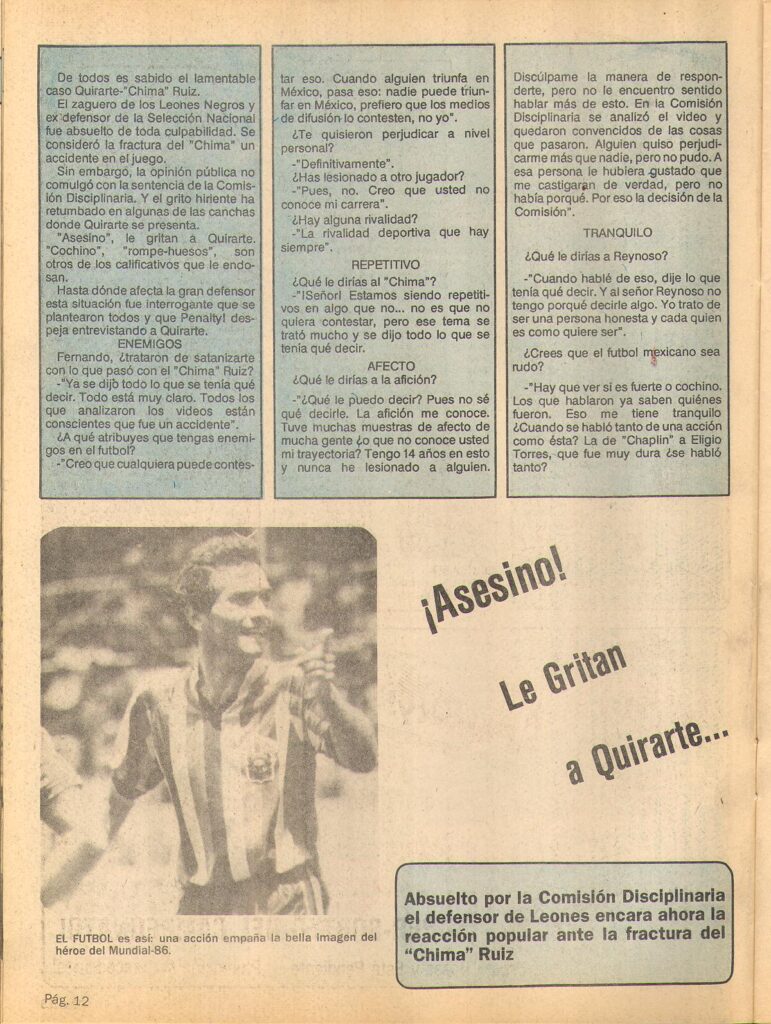 De todos es sabido el lamentable
caso Quirarte-"Chima" Ruiz.
El zaguero de los Leones Negros y
ex defensor de la Selección Nacional
fue absuelto de toda culpabilidad. Se
consideró la fractura del "Chima" un
accidente en el juego.
Sin embargo, la opinión pública no
comulgó con la sentencia de la Comi-
sión Disciplinaria. Y el grito hiriente ha
retumbado en algunas de las canchas
donde Quirarte se presenta.
"Asesino", le gritan a Quirarte.
"Cochino", "rompe-huesos", son
otros de los calificativos que le endo-
san.
Hasta dónde afecta la gran defensor
esta situación fue interrogante que se
plantearon todos y que Penalty! des-
peja entrevistando a Quirarte.
ENEMIGOS
Fernando, ¿trataron de satanizarte
con lo que pasó con el "Chima" Ruiz?
-"Ya se dijo todo lo que se tenía qué
decir. Todo está muy claro. Todos los
que analizaron los videos están
conscientes que fue un accidente".
¿A qué atribuyes que tengas enemi-
gos en el futbol?
-"Creo que cualquiera puede contes-
tar eso. Cuando alguien triunfa en
México, pasa eso: nadie puede triun-
far en México, prefiero que los medios
de difusión lo contesten, no yo".
¿Te quisieron perjudicar a nivel
personal?
-"Definitivamente".
¿Has lesionado a otro jugador?
-"Pues, no. Creo que usted no
conoce mi carrera".
¿Hay alguna rivalidad?
-"La rivalidad deportiva que hay
siempre".
REPETITIVO
¿Qué le dirías al "Chima"?
-"¡Señor! Estamos siendo repetiti-
vos en algo que no... no es que no
quiera contestar, pero ese tema se
trató mucho y se dijo todo lo que se
tenía qué decir.
AFECTO
¿Qué le dirías a la afición?
-"¿Qué le puedo decir? Pues no sé
qué decirle. La afición me conoce.
Tuve muchas muestras de afecto de
mucha gente ¿o que no conoce usted
mi trayectoria? Tengo 14 años en esto
y nunca he lesionado a alguien.
Discúlpame la manera de respon-
derte, pero no le encuentro sentido
hablar más de esto. En la Comisión
Disciplinaria se analizó el video y
quedaron convencidos de las cosas
que pasaron. Alguien quiso perjudi-
carme más que nadie, pero no pudo. A
esa persona le hubiera gustado que
me castigaran de verdad, pero no
había porqué. Por eso la decisión de la
Comisión".
TRANQUILO
¿Qué le dirías a Reynoso?
-"Cuando hablé de eso, dije lo que
tenía qué decir. Y al señor Reynoso no
tengo porqué decirle algo. Yo trato de
ser una persona honesta y cada quien
es como quiere ser".
¿Crees que el futbol mexicano sea
rudo?
-"Hay que ver si es fuerte o cochino.
Los que hablaron ya saben quiénes
fueron. Eso me tiene tranquilo
¿Cuando se habló tanto de una acción
como ésta? La de "Chaplin" a Eligio
Torres, que fue muy dura ¿se habló
tanto?
¡Asesino!
Le Gritan
a Quirarte...
EL FUTBOL es así: una acción empaña la bella imagen del
héroe del Mundial-86.
Absuelto por la Comisión Disciplinaria
el defensor de Leones encara ahora la
reacción popular ante la fractura del
"Chima" Ruiz
Pág. 12